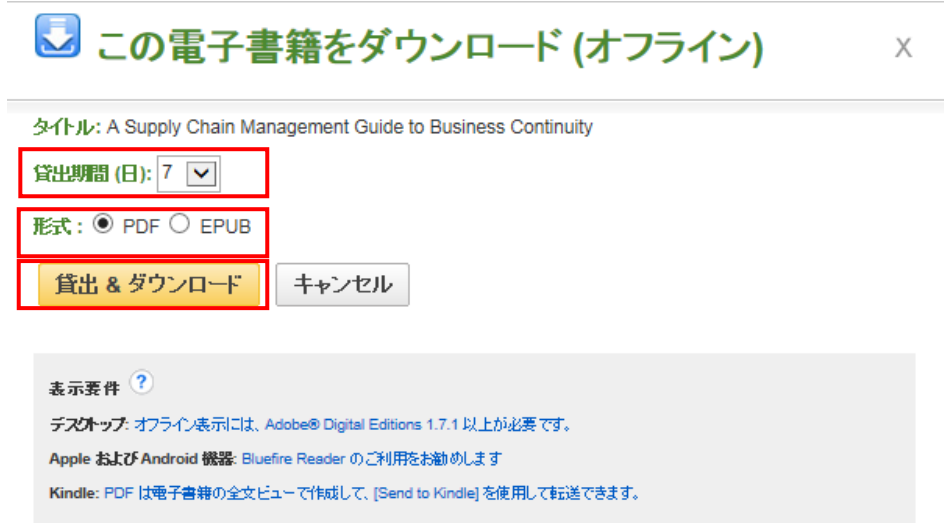 この電子書籍をダウンロード (オフライン)
X
タイトル: A Supply Chain Management Guide to Business Continuity
貸出期間 (日): 7
形式 : PDF EPUB
貸出 & ダウンロード キャンセル
表示要件 ?
デスクトップ: オフライン表示には、Adobe® Digital Editions 1.7.1 以上が必要です。
Apple および Android 機器: Bluefire Reader のご利用をお勧めします
Kindle: PDF は電子書籍の全文ビューで作成して、[Send to Kindle] を使用して転送できます。